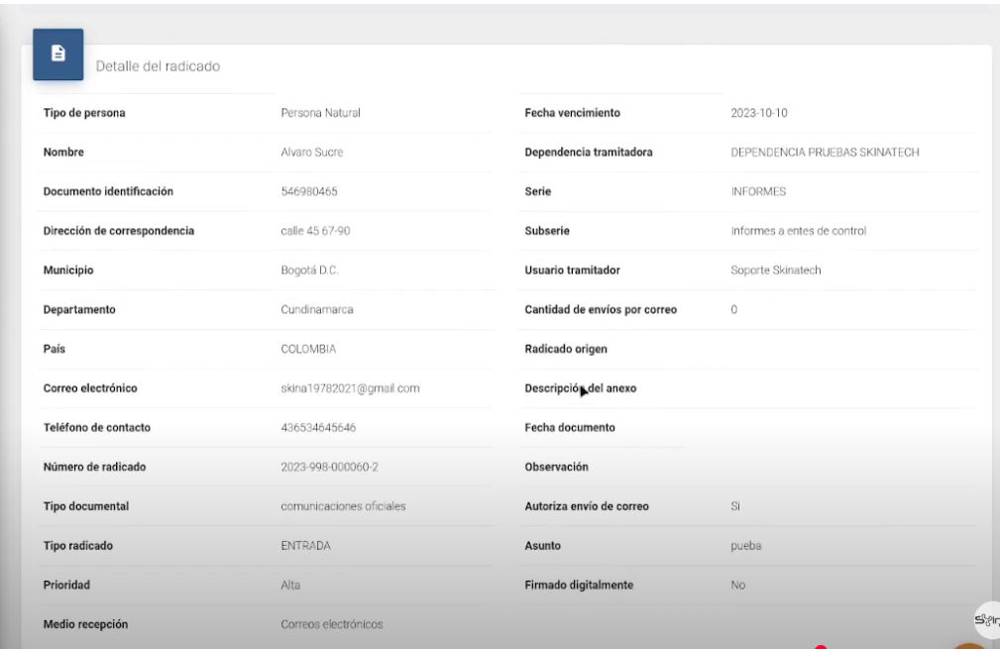 Detalle del radicado
Tipo de persona Persona Natural
Nombre Alvaro Sucre
Documento identificación 546980465
Dirección de correspondencia calle 45 67-90
Municipio Bogotá D.C.
Departamento Cundinamarca
País COLOMBIA
Correo electrónico skina19782021@gmail.com
Teléfono de contacto 436534645646
Número de radicado 2023-998-000060-2
Tipo documental comunicaciones oficiales
Tipo radicado ENTRADA
Prioridad Alta
Medio recepción Correos electrónicos
Fecha vencimiento 2023-10-10
Dependencia tramitadora DEPENDENCIA PRUEBAS SKINATECH
Serie INFORMES
Subserie Informes a entes de control
Usuario tramitador Soporte Skinatech
Cantidad de envíos por correo 0
Radicado origen
Descripción del anexo
Fecha documento
Observación
Autoriza envío de correo Si
Asunto pueba
Firmado digitalmente No